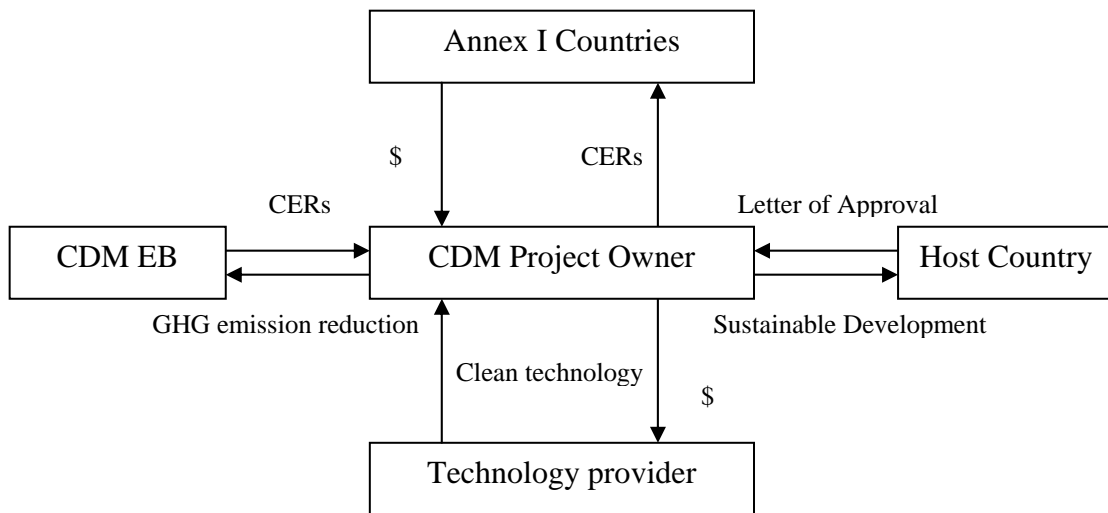 Annex I Countries
$
CERs
CERs
Letter of Approval
CDM EB
CDM Project Owner
Host Country
GHG emission reduction
Sustainable Development
Clean technology
$
Technology provider